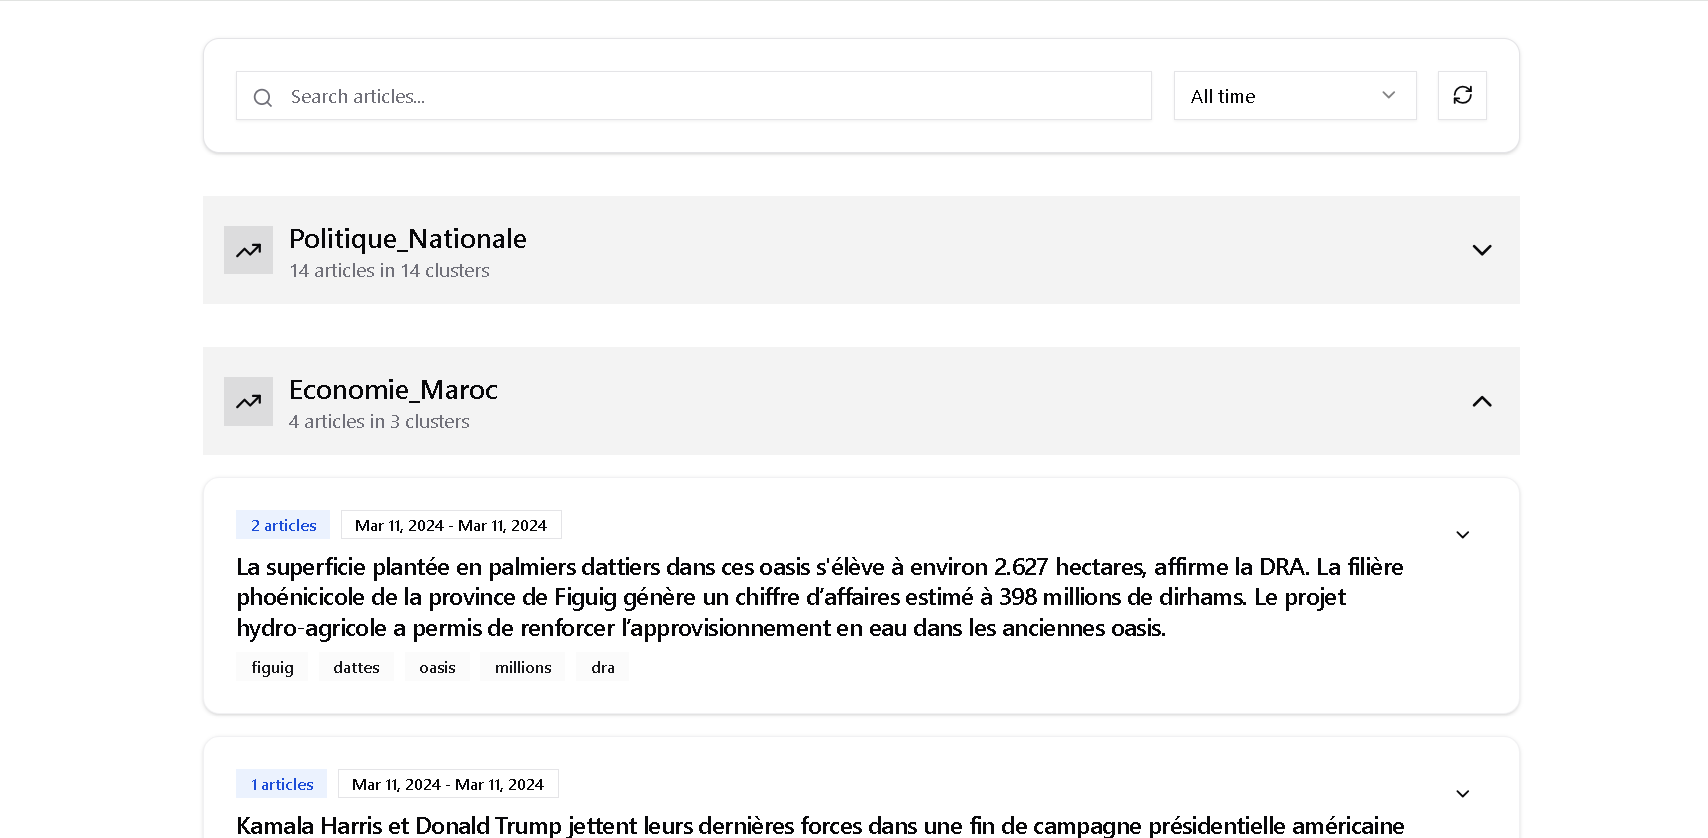 Search articles...
All time
Politique_Nationale
14 articles in 14 clusters
Economie_Maroc
4 articles in 3 clusters
2 articles
Mar 11, 2024 - Mar 11, 2024
La superficie plantée en palmiers dattiers dans ces oasis s'élève à environ 2.627 hectares, affirme la DRA. La filière
phoénicicole de la province de Figuig génère un chiffre d’affaires estimé à 398 millions de dirhams. Le projet
hydro-agricole a permis de renforcer l’approvisionnement en eau dans les anciennes oasis.
figuig dattes oasis millions dra
1 articles
Mar 11, 2024 - Mar 11, 2024
Kamala Harris et Donald Trump jettent leurs dernières forces dans une fin de campagne présidentielle américaine